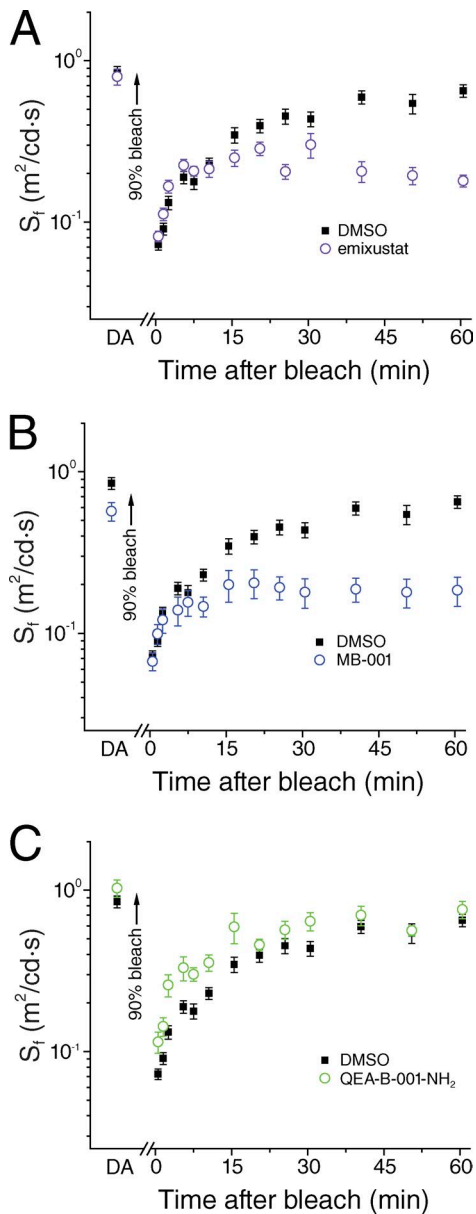 A
10⁰
10⁻¹
S_f (m²/cd·s)
90% bleach
DMSO
emixustat
DA 0 15 30 45 60
Time after bleach (min)
B
10⁰
10⁻¹
S_f (m²/cd·s)
90% bleach
DMSO
MB-001
DA 0 15 30 45 60
Time after bleach (min)
C
10⁰
10⁻¹
S_f (m²/cd·s)
90% bleach
DMSO
QEA-B-001-NH₂
DA 0 15 30 45 60
Time after bleach (min)